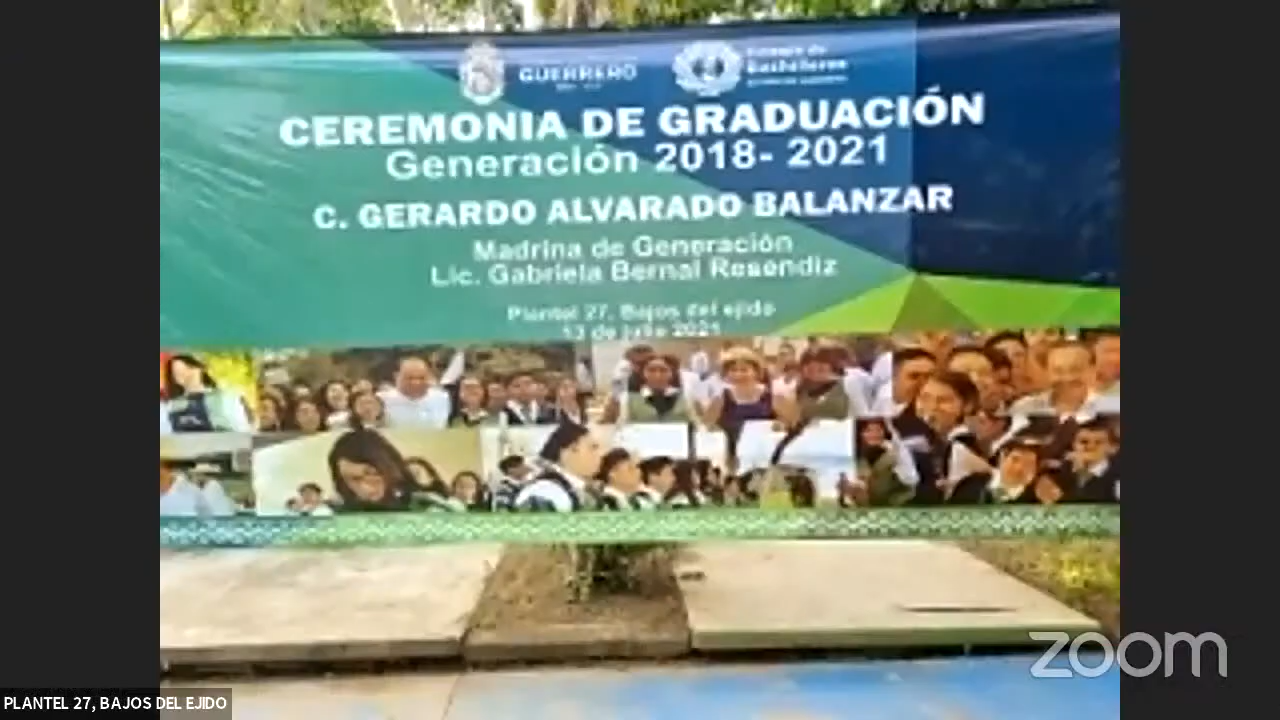 GUERRERO
Colegio de
Bachilleres
CEREMONIA DE GRADUACIÓN
Generación 2018- 2021
C. GERARDO ALVARADO BALANZAR
Madrina de Generación
Lic. Gabriela Bernal Resendiz
Plantel 27, Bajos del ejido
13 de julio 2021
zoom
PLANTEL 27, BAJOS DEL EJIDO